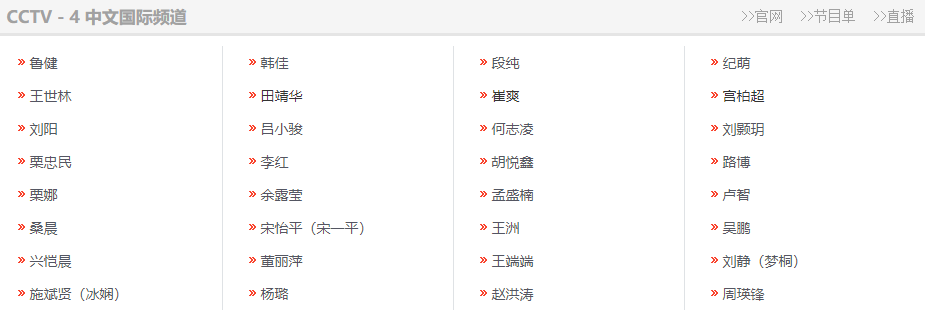 CCTV - 4 中文国际频道 >>官网 >>节目单 >>直播
» 鲁健 » 韩佳 » 段纯 » 纪萌
» 王世林 » 田靖华 » 崔爽 » 宫柏超
» 刘阳 » 吕小骏 » 何志凌 » 刘颢玥
» 栗忠民 » 李红 » 胡悦鑫 » 路博
» 栗娜 » 余露莹 » 孟盛楠 » 卢智
» 桑晨 » 宋怡平（宋一平） » 王洲 » 吴鹏
» 兴恺晨 » 董丽萍 » 王端端 » 刘静（梦桐）
» 施斌贤（冰娴） » 杨璐 » 赵洪涛 » 周瑛锋